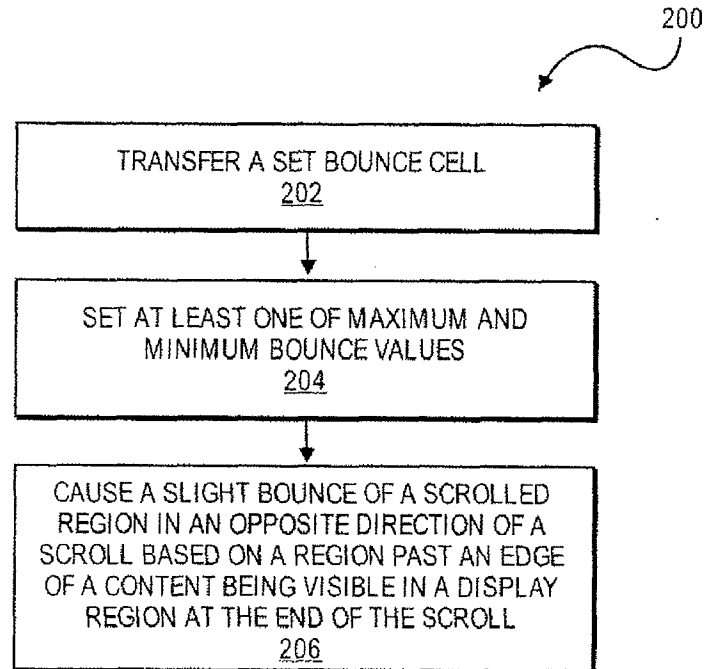 200
TRANSFER A SET BOUNCE CELL
202
SET AT LEAST ONE OF MAXIMUM AND
MINIMUM BOUNCE VALUES
204
CAUSE A SLIGHT BOUNCE OF A SCROLLED
REGION IN AN OPPOSITE DIRECTION OF A
SCROLL BASED ON A REGION PAST AN EDGE
OF A CONTENT BEING VISIBLE IN A DISPLAY
REGION AT THE END OF THE SCROLL
206